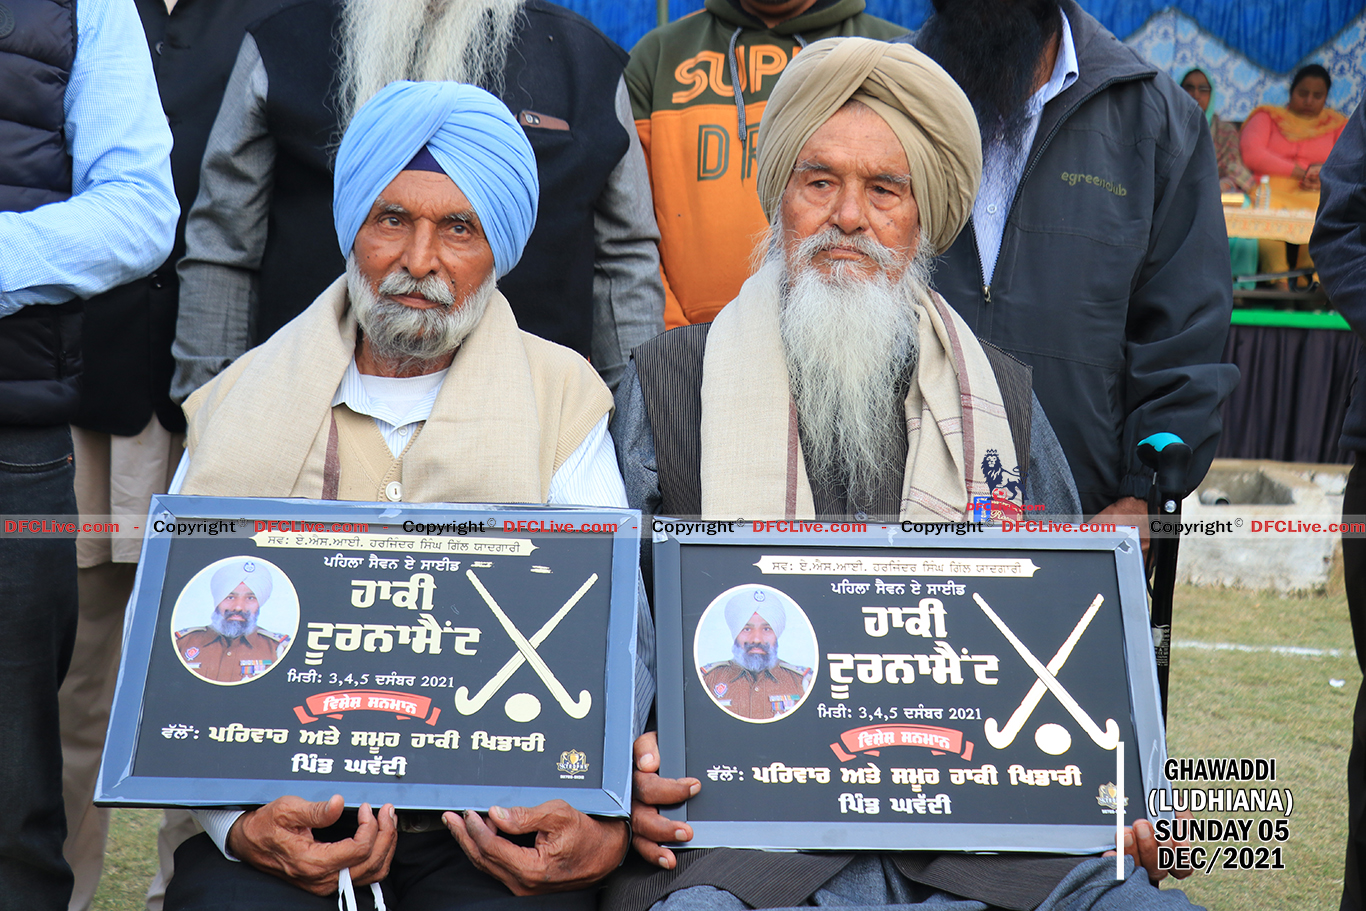 SUP
egreenclub
DFCLive.com - Copyright© DFCLive.com - Copyright© DFCLive.com - Copyright© DFCLive.com - Copyright© DFCLive.com - Copyright© DFCLive.com
ਸਵ: ਏ.ਐਸ.ਆਈ. ਹਰਜਿੰਦਰ ਸਿੰਘ ਗਿੱਲ ਯਾਦਗਾਰੀ
ਪਹਿਲਾ ਸੈਵਨ ਏ ਸਾਈਡ
ਹਾਕੀ
ਟੂਰਨਾਮੈਂਟ
ਮਿਤੀ: 3,4,5 ਦਸੰਬਰ 2021
ਵਿਸ਼ੇਸ਼ ਸਨਮਾਨ
ਵੱਲੋਂ: ਪਰਿਵਾਰ ਅਤੇ ਸਮੂਹ ਹਾਕੀ ਖਿਡਾਰੀ
ਪਿੰਡ ਘਵੱਦੀ
ਸਵ: ਏ.ਐਸ.ਆਈ. ਹਰਜਿੰਦਰ ਸਿੰਘ ਗਿੱਲ ਯਾਦਗਾਰੀ
ਪਹਿਲਾ ਸੈਵਨ ਏ ਸਾਈਡ
ਹਾਕੀ
ਟੂਰਨਾਮੈਂਟ
ਮਿਤੀ: 3,4,5 ਦਸੰਬਰ 2021
ਵਿਸ਼ੇਸ਼ ਸਨਮਾਨ
ਵੱਲੋਂ: ਪਰਿਵਾਰ ਅਤੇ ਸਮੂਹ ਹਾਕੀ ਖਿਡਾਰੀ
ਪਿੰਡ ਘਵੱਦੀ
GHAWADDI
(LUDHIANA)
SUNDAY 05
DEC/2021